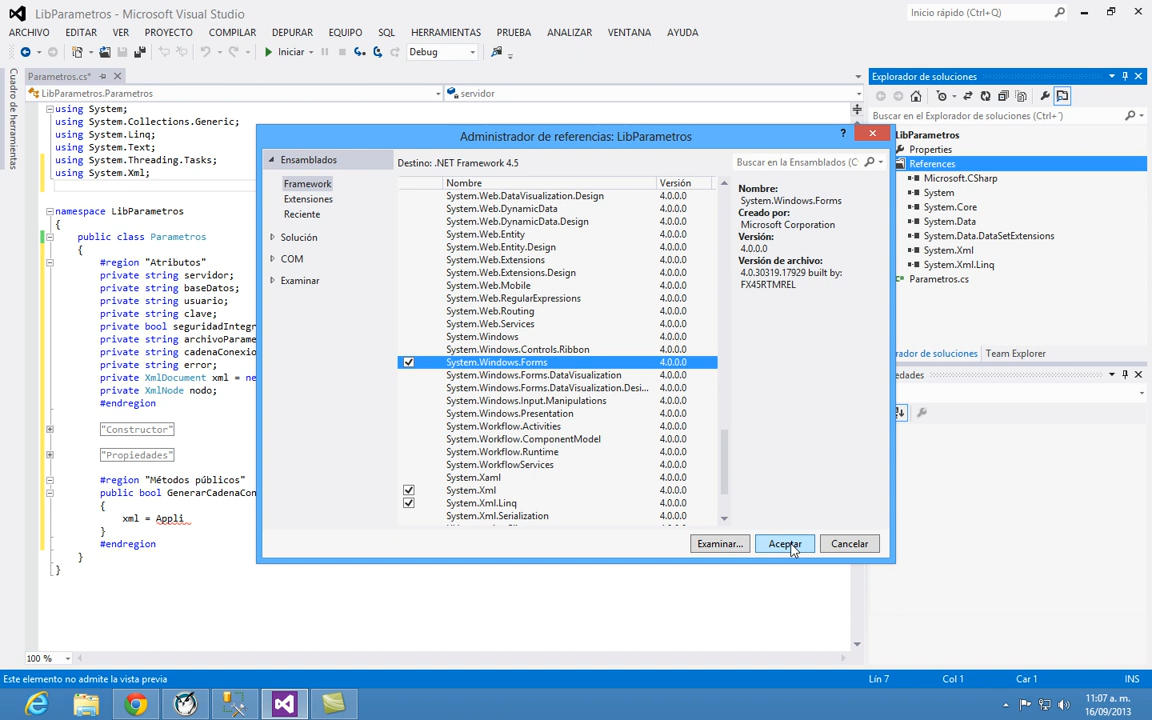 LibParametros - Microsoft Visual Studio
Inicio rápido (Ctrl+Q)
ARCHIVO EDITAR VER PROYECTO COMPILAR DEPURAR EQUIPO SQL HERRAMIENTAS PRUEBA ANALIZAR VENTANA AYUDA
Iniciar
Debug
Cuadro de herramientas
Parametros.cs*
LibParametros.Parametros
servidor
using System;
using System.Collections.Generic;
using System.Linq;
using System.Text;
using System.Threading.Tasks;
using System.Xml;
namespace LibParametros
{
public class Parametros
{
#region "Atributos"
private string servidor;
private string baseDatos;
private string usuario;
private string clave;
private bool seguridadIntegr
private string archivoParame
private string cadenaConexio
private string error;
private XmlDocument xml = ne
private XmlNode nodo;
#endregion
"Constructor"
"Propiedades"
#region "Métodos públicos"
public bool GenerarCadenaCon
{
xml = Appli
}
#endregion
}
}
100 %
Administrador de referencias: LibParametros
?
Ensamblados
Framework
Extensiones
Reciente
Solución
COM
Examinar
Destino: .NET Framework 4.5
Buscar en la Ensamblados (C
Nombre Versión
System.Web.DataVisualization.Design 4.0.0.0
System.Web.DynamicData 4.0.0.0
System.Web.DynamicData.Design 4.0.0.0
System.Web.Entity 4.0.0.0
System.Web.Entity.Design 4.0.0.0
System.Web.Extensions 4.0.0.0
System.Web.Extensions.Design 4.0.0.0
System.Web.Mobile 4.0.0.0
System.Web.RegularExpressions 4.0.0.0
System.Web.Routing 4.0.0.0
System.Web.Services 4.0.0.0
System.Windows 4.0.0.0
System.Windows.Controls.Ribbon 4.0.0.0
System.Windows.Forms 4.0.0.0
System.Windows.Forms.DataVisualization 4.0.0.0
System.Windows.Forms.DataVisualization.Desi... 4.0.0.0
System.Windows.Input.Manipulations 4.0.0.0
System.Windows.Presentation 4.0.0.0
System.Workflow.Activities 4.0.0.0
System.Workflow.ComponentModel 4.0.0.0
System.Workflow.Runtime 4.0.0.0
System.WorkflowServices 4.0.0.0
System.Xaml 4.0.0.0
System.Xml 4.0.0.0
System.Xml.Linq 4.0.0.0
System.Xml.Serialization 4.0.0.0
Nombre:
System.Windows.Forms
Creado por:
Microsoft Corporation
Versión:
4.0.0.0
Versión de archivo:
4.0.30319.17929 built by:
FX45RTMREL
Examinar... Aceptar Cancelar
Explorador de soluciones
Buscar en el Explorador de soluciones (Ctrl+´)
LibParametros
Properties
References
Microsoft.CSharp
System
System.Core
System.Data
System.Data.DataSetExtensions
System.Xml
System.Xml.Linq
Parametros.cs
rador de soluciones Team Explorer
edades
Este elemento no admite la vista previa
Lín 7 Col 1 Car 1 INS
11:07 a. m.
16/09/2013